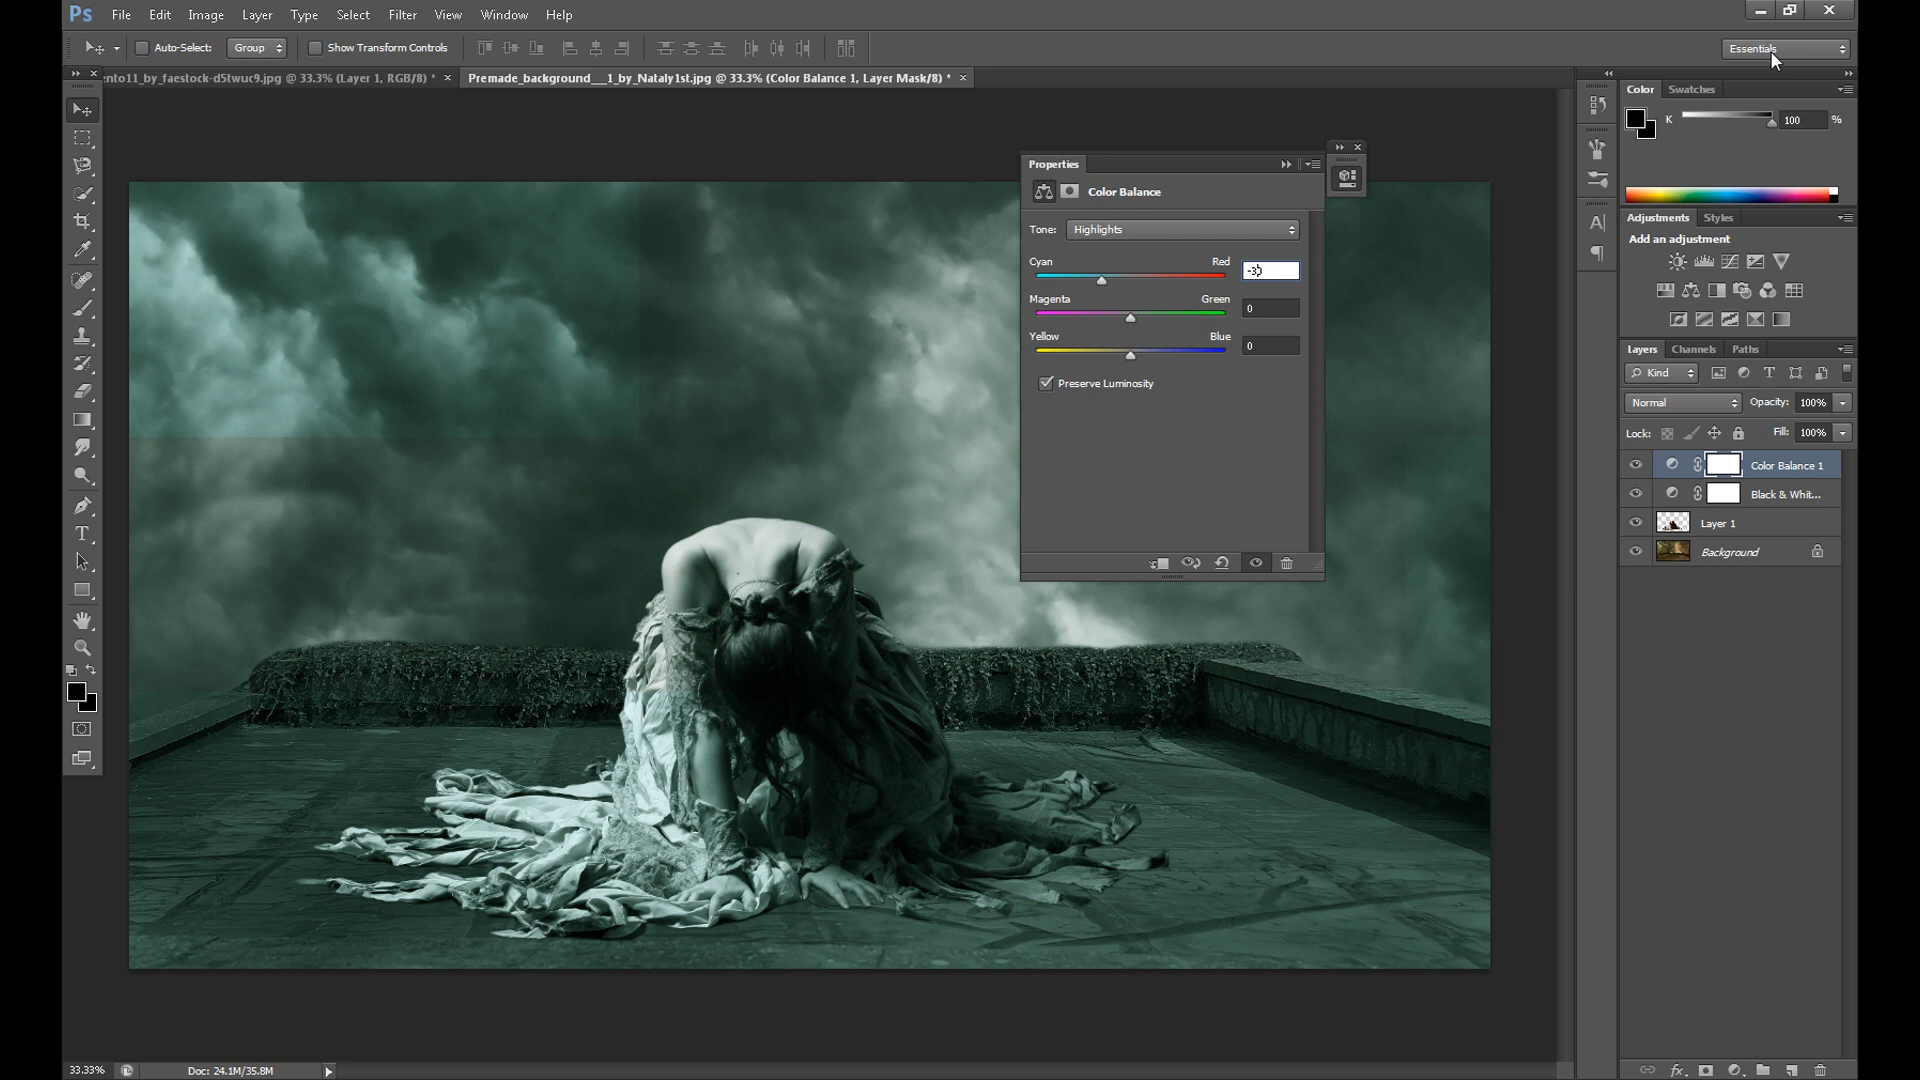 Ps File Edit Image Layer Type Select Filter View Window Help
Auto-Select: Group Show Transform Controls Essentials
ento11_by_faestock-d5twuc9.jpg @ 33.3% (Layer 1, RGB/8) * × Premade_background___1_by_Nataly1st.jpg @ 33.3% (Color Balance 1, Layer Mask/8) * ×
Color Swatches
K 100 %
Properties
Color Balance
Tone: Highlights
Cyan Red -30
Magenta Green 0
Yellow Blue 0
Preserve Luminosity
Adjustments Styles
Add an adjustment
Layers Channels Paths
Kind
Normal Opacity: 100%
Lock: Fill: 100%
Color Balance 1
Black & Whit...
Layer 1
Background
33.33% Doc: 24.1M/35.8M